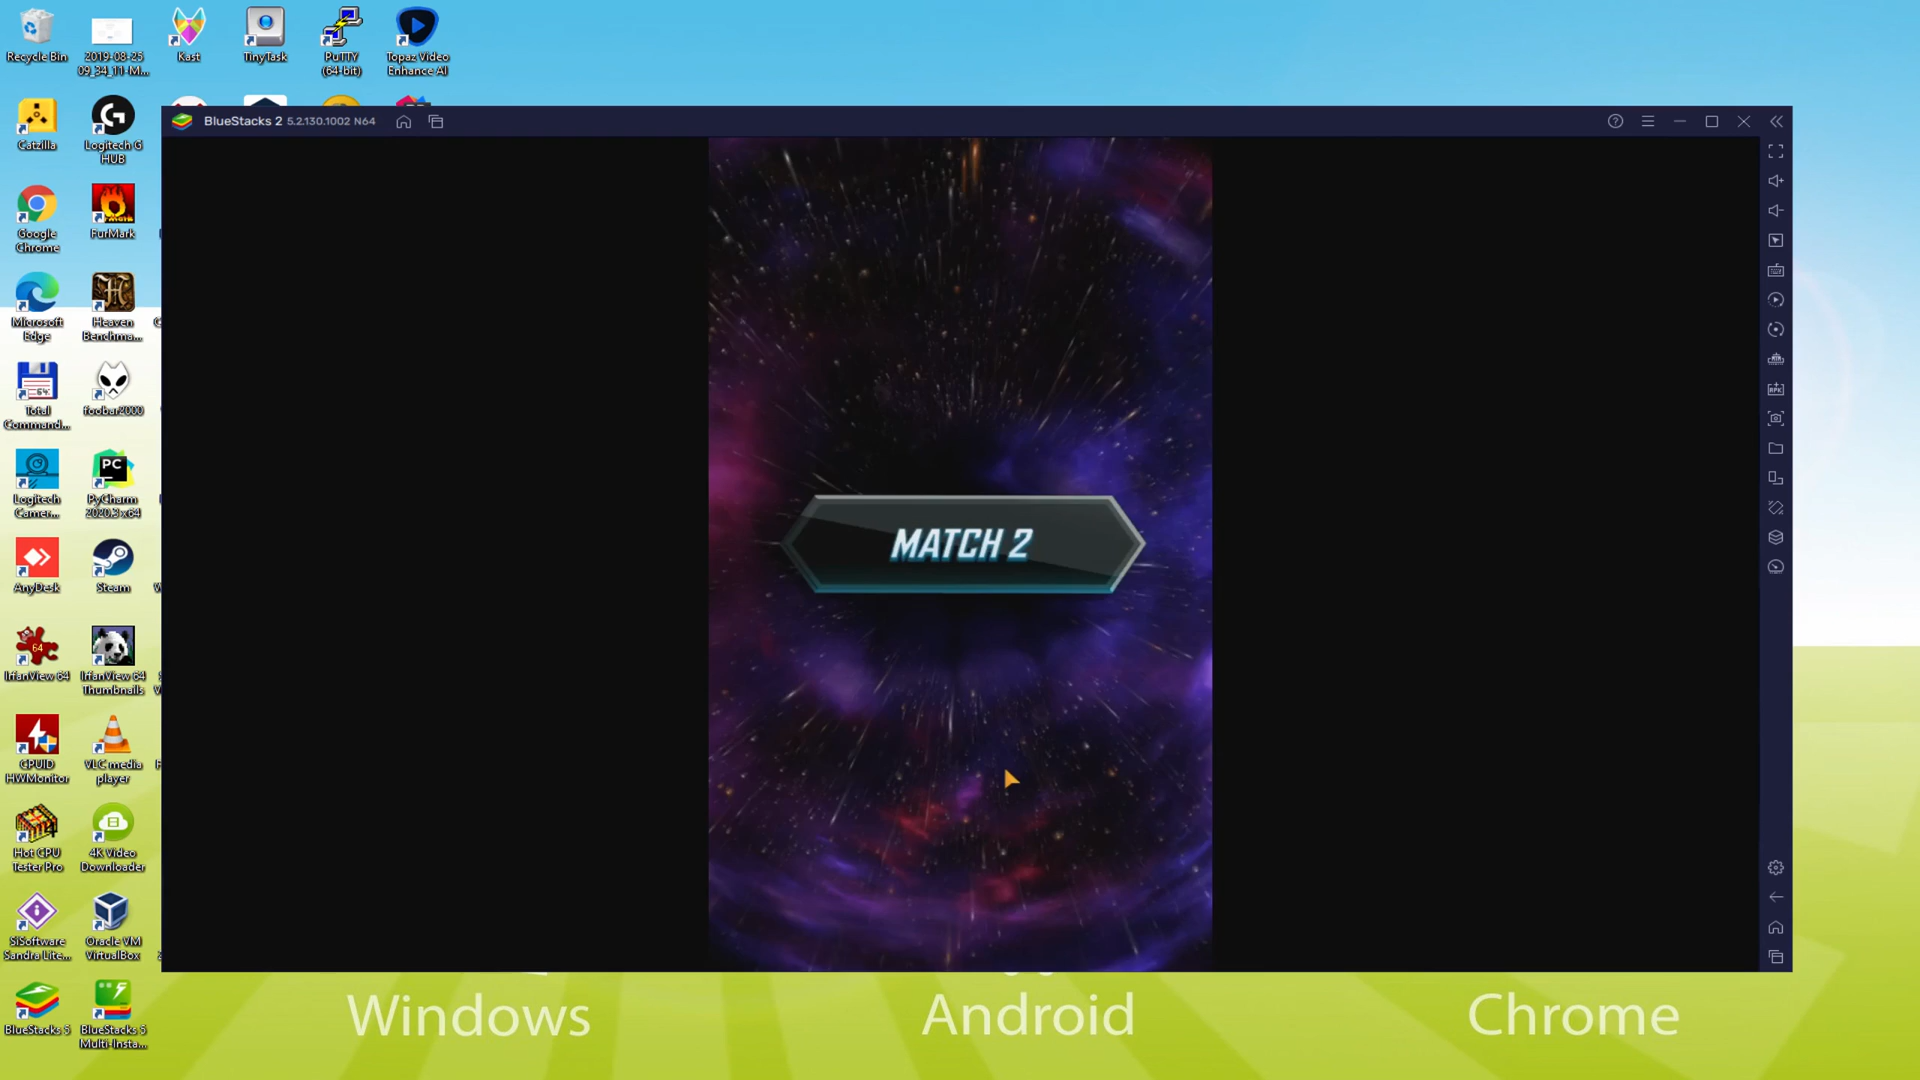 Recycle Bin
2019-08-25
09_34_11-M...
Kast
TinyTask
PuTTY
(64-bit)
Topaz Video
Enhance AI
BlueStacks 2 5.2.130.1002 N64
Catzilla
Logitech G
HUB
Google
Chrome
FurMark
Microsoft
Edge
Heaven
Benchma...
Total
Command...
foobar2000
Logitech
Camer...
PyCharm
2020.3 x64
AnyDesk
Steam
IrfanView 64
IrfanView 64
Thumbnails
CPUID
HWMonitor
VLC media
player
Hot CPU
Tester Pro
4K Video
Downloader
SiSoftware
Sandra Lite...
Oracle VM
VirtualBox
BlueStacks 5
BlueStacks 5
Multi-Insta...
MATCH 2
Windows
Android
Chrome